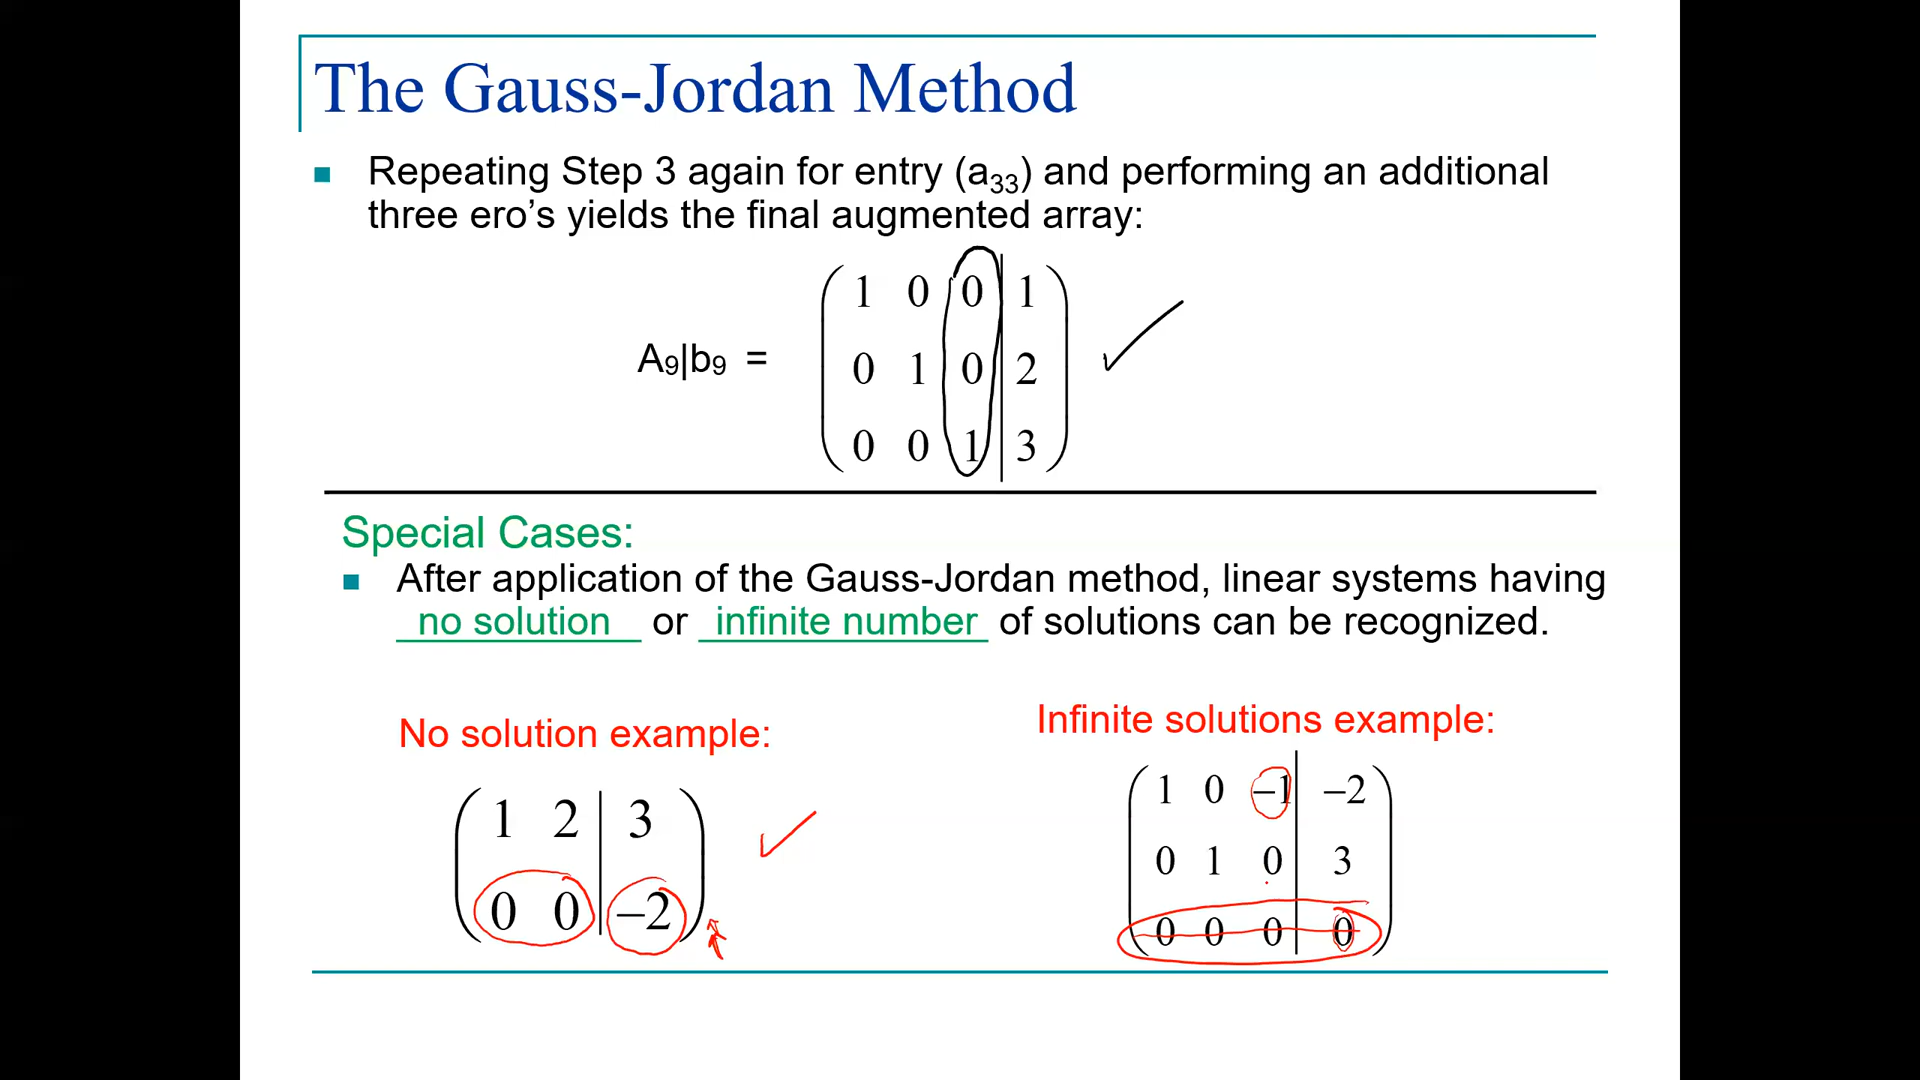 The Gauss-Jordan Method
Repeating Step 3 again for entry (a₃₃) and performing an additional
three ero’s yields the final augmented array:
1 0 0 | 1
A₉|b₉ = 0 1 0 | 2
0 0 1 | 3
Special Cases:
After application of the Gauss-Jordan method, linear systems having
no solution or infinite number of solutions can be recognized.
No solution example:
1 2 | 3
0 0 | –2
Infinite solutions example:
1 0 –1 | –2
0 1 0 | 3
0 0 0 | 0